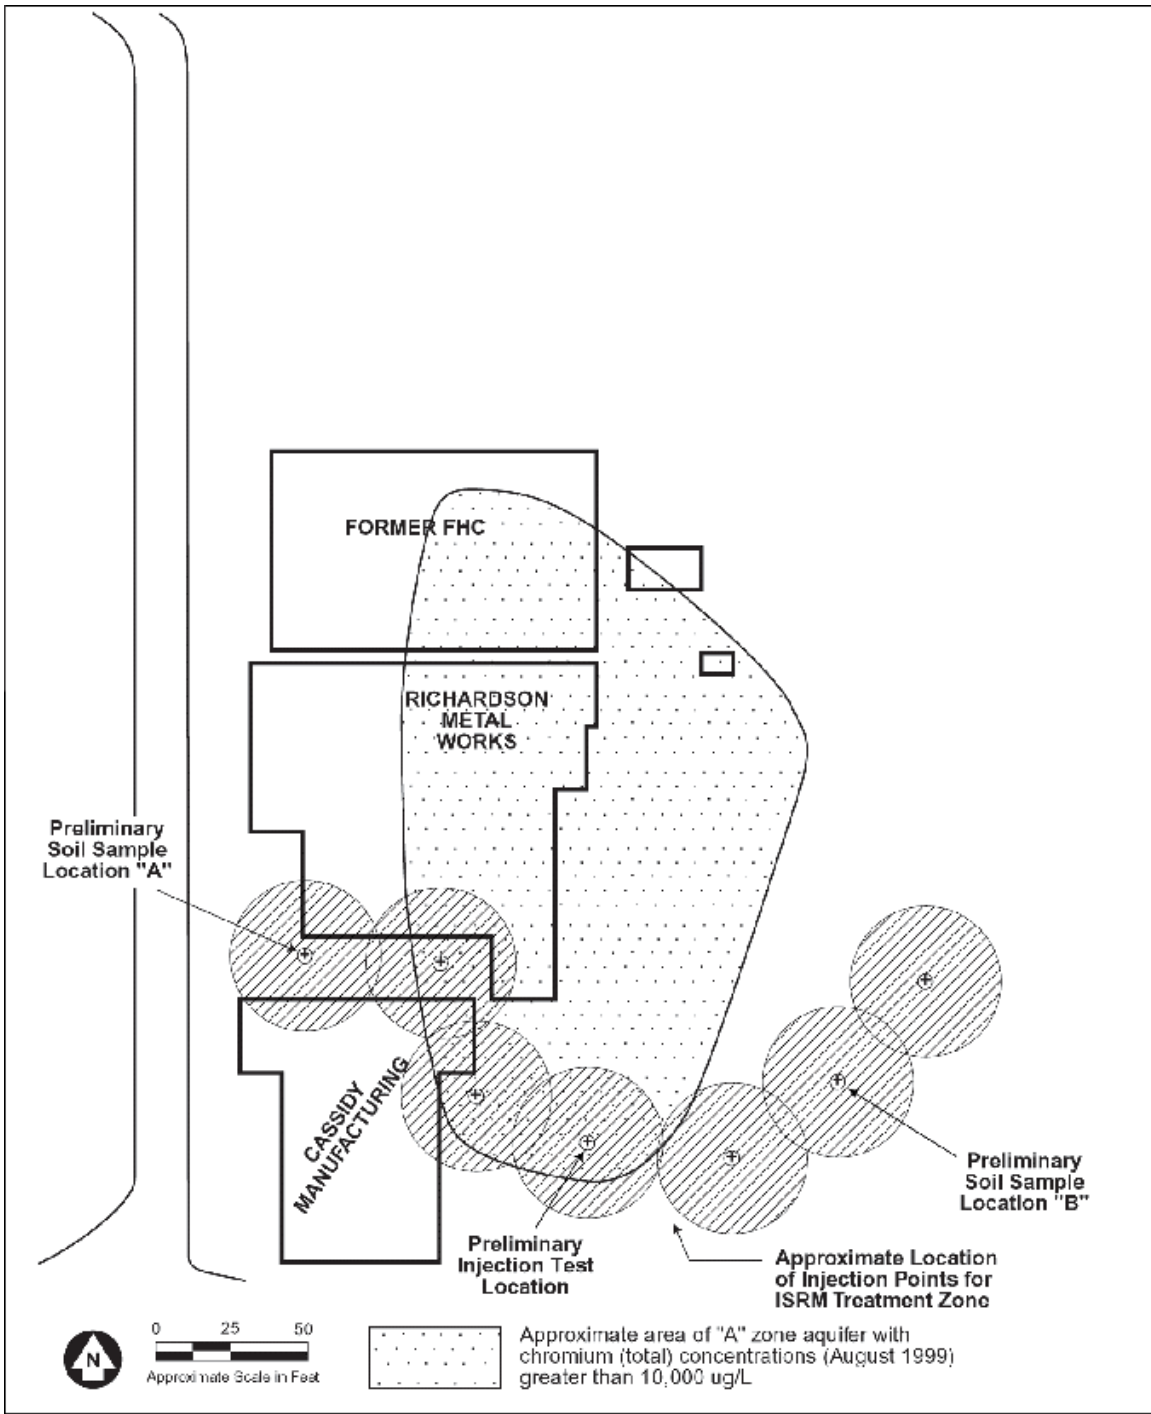 FORMER FHC
RICHARDSON
METAL
WORKS
Preliminary
Soil Sample
Location "A"
CASSIDY
MANUFACTURING
Preliminary
Injection Test
Location
Preliminary
Soil Sample
Location "B"
Approximate Location
of Injection Points for
ISRM Treatment Zone
N
0 25 50
Approximate Scale in Feet
Approximate area of "A" zone aquifer with
chromium (total) concentrations (August 1999)
greater than 10,000 ug/L